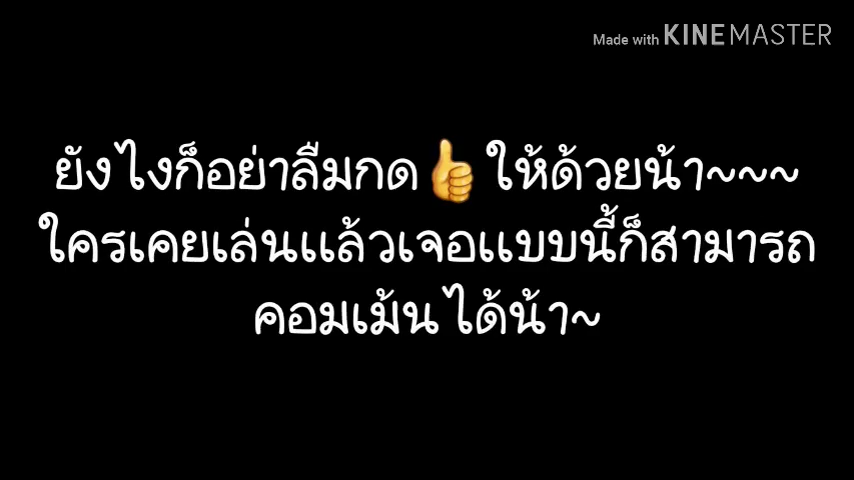 Made with KINEMASTER
ยังไงก็อย่าลืมกด👍ให้ด้วยน้า~~~
ใครเคยเล่นแล้วเจอแบบนี้ก็สามารถ
คอมเม้นได้น้า~